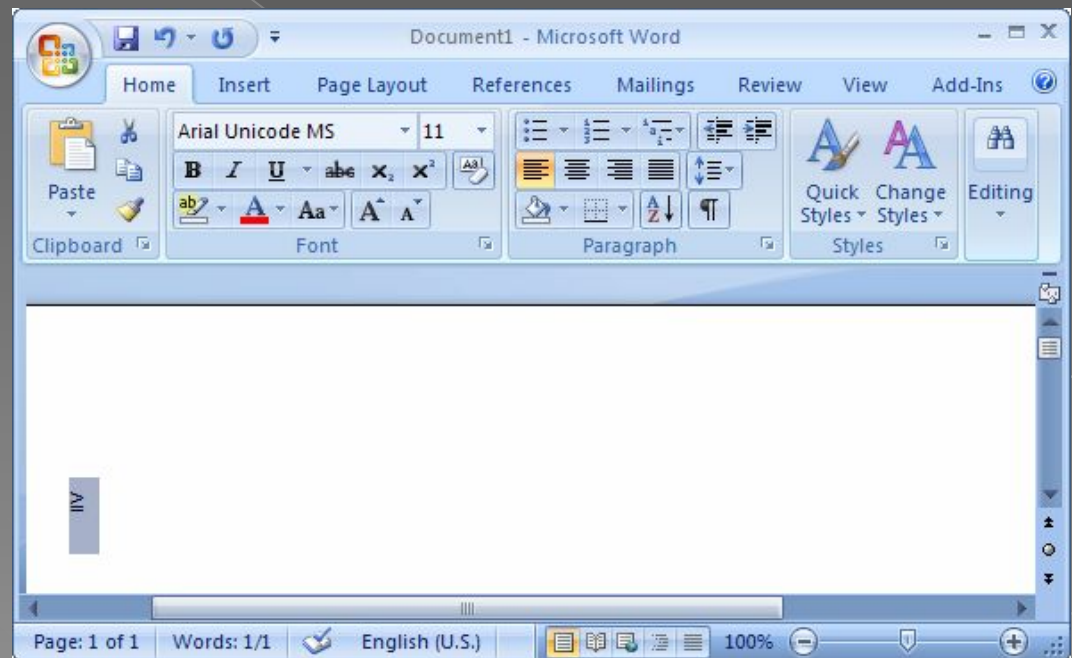 Document1 - Microsoft Word
Home Insert Page Layout References Mailings Review View Add-Ins
Arial Unicode MS 11
B I U abc x₂ x² Aa
ab A Aa A A
A Z
Paste
Quick Styles Change Styles Editing
Clipboard Font Paragraph Styles
≧
Page: 1 of 1 Words: 1/1 English (U.S.) 100%